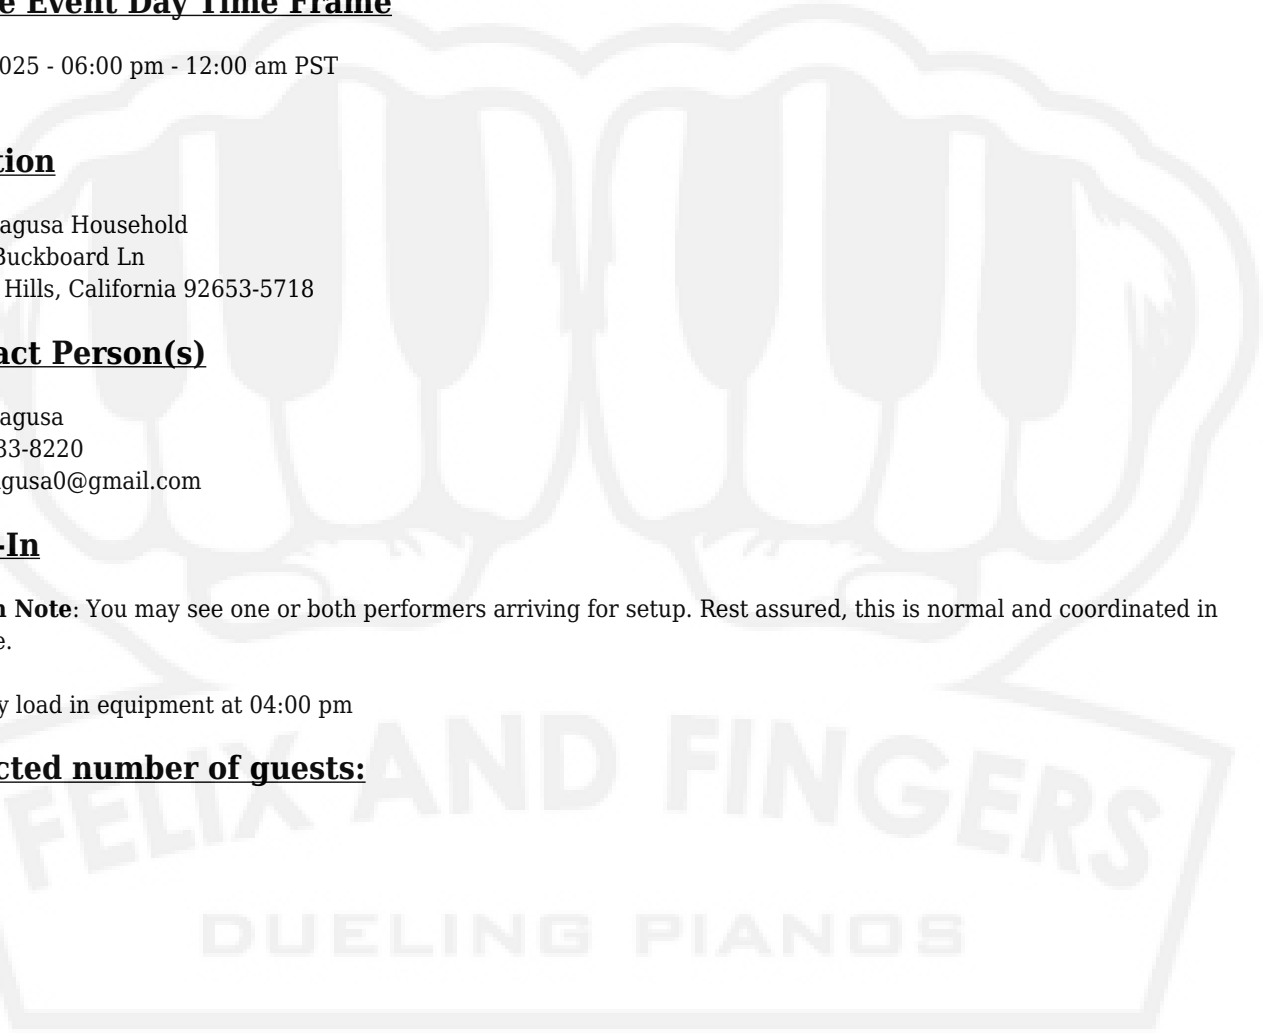 e Event Day Time Frame
025 - 06:00 pm - 12:00 am PST
tion
agusa Household
Buckboard Ln
Hills, California 92653-5718
act Person(s)
agusa
33-8220
gusa0@gmail.com
-In
n Note: You may see one or both performers arriving for setup. Rest assured, this is normal and coordinated in
e.
y load in equipment at 04:00 pm
cted number of guests:
FELIX AND FINGERS
DUELING PIANOS